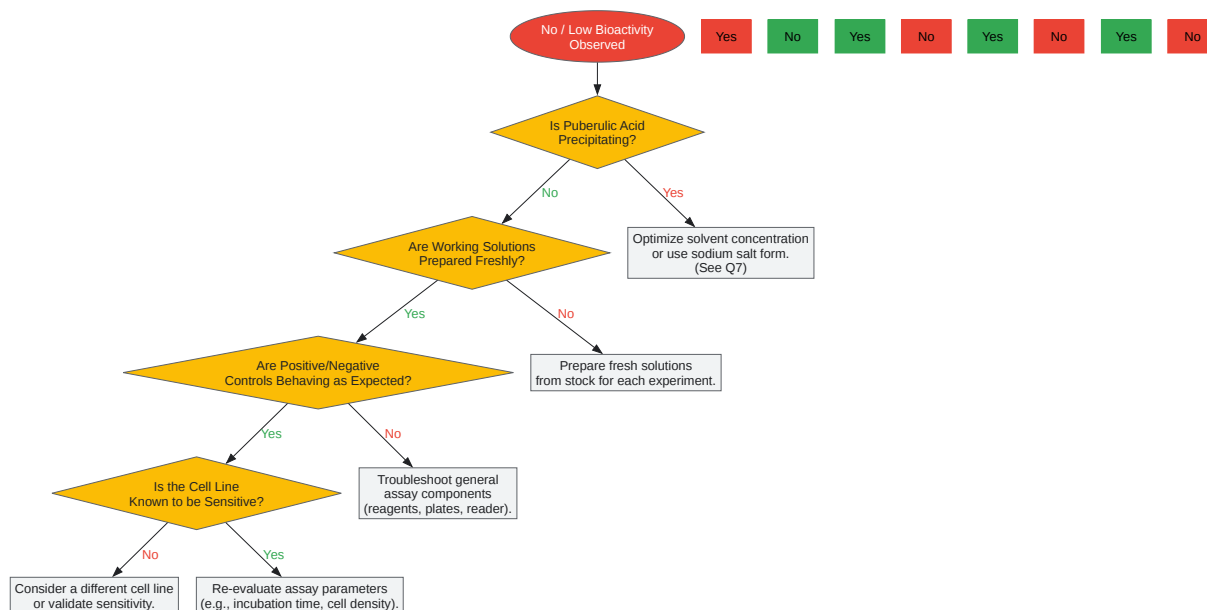 No / Low Bioactivity
Observed
Yes
No
Yes
No
Yes
No
Yes
No
Is Puberulic Acid
Precipitating?
No
Yes
Are Working Solutions
Prepared Freshly?
Optimize solvent concentration
or use sodium salt form.
(See Q7)
Yes
No
Are Positive/Negative
Controls Behaving as Expected?
Prepare fresh solutions
from stock for each experiment.
Yes
No
Is the Cell Line
Known to be Sensitive?
Troubleshoot general
assay components
(reagents, plates, reader).
No
Yes
Consider a different cell line
or validate sensitivity.
Re-evaluate assay parameters
(e.g., incubation time, cell density).